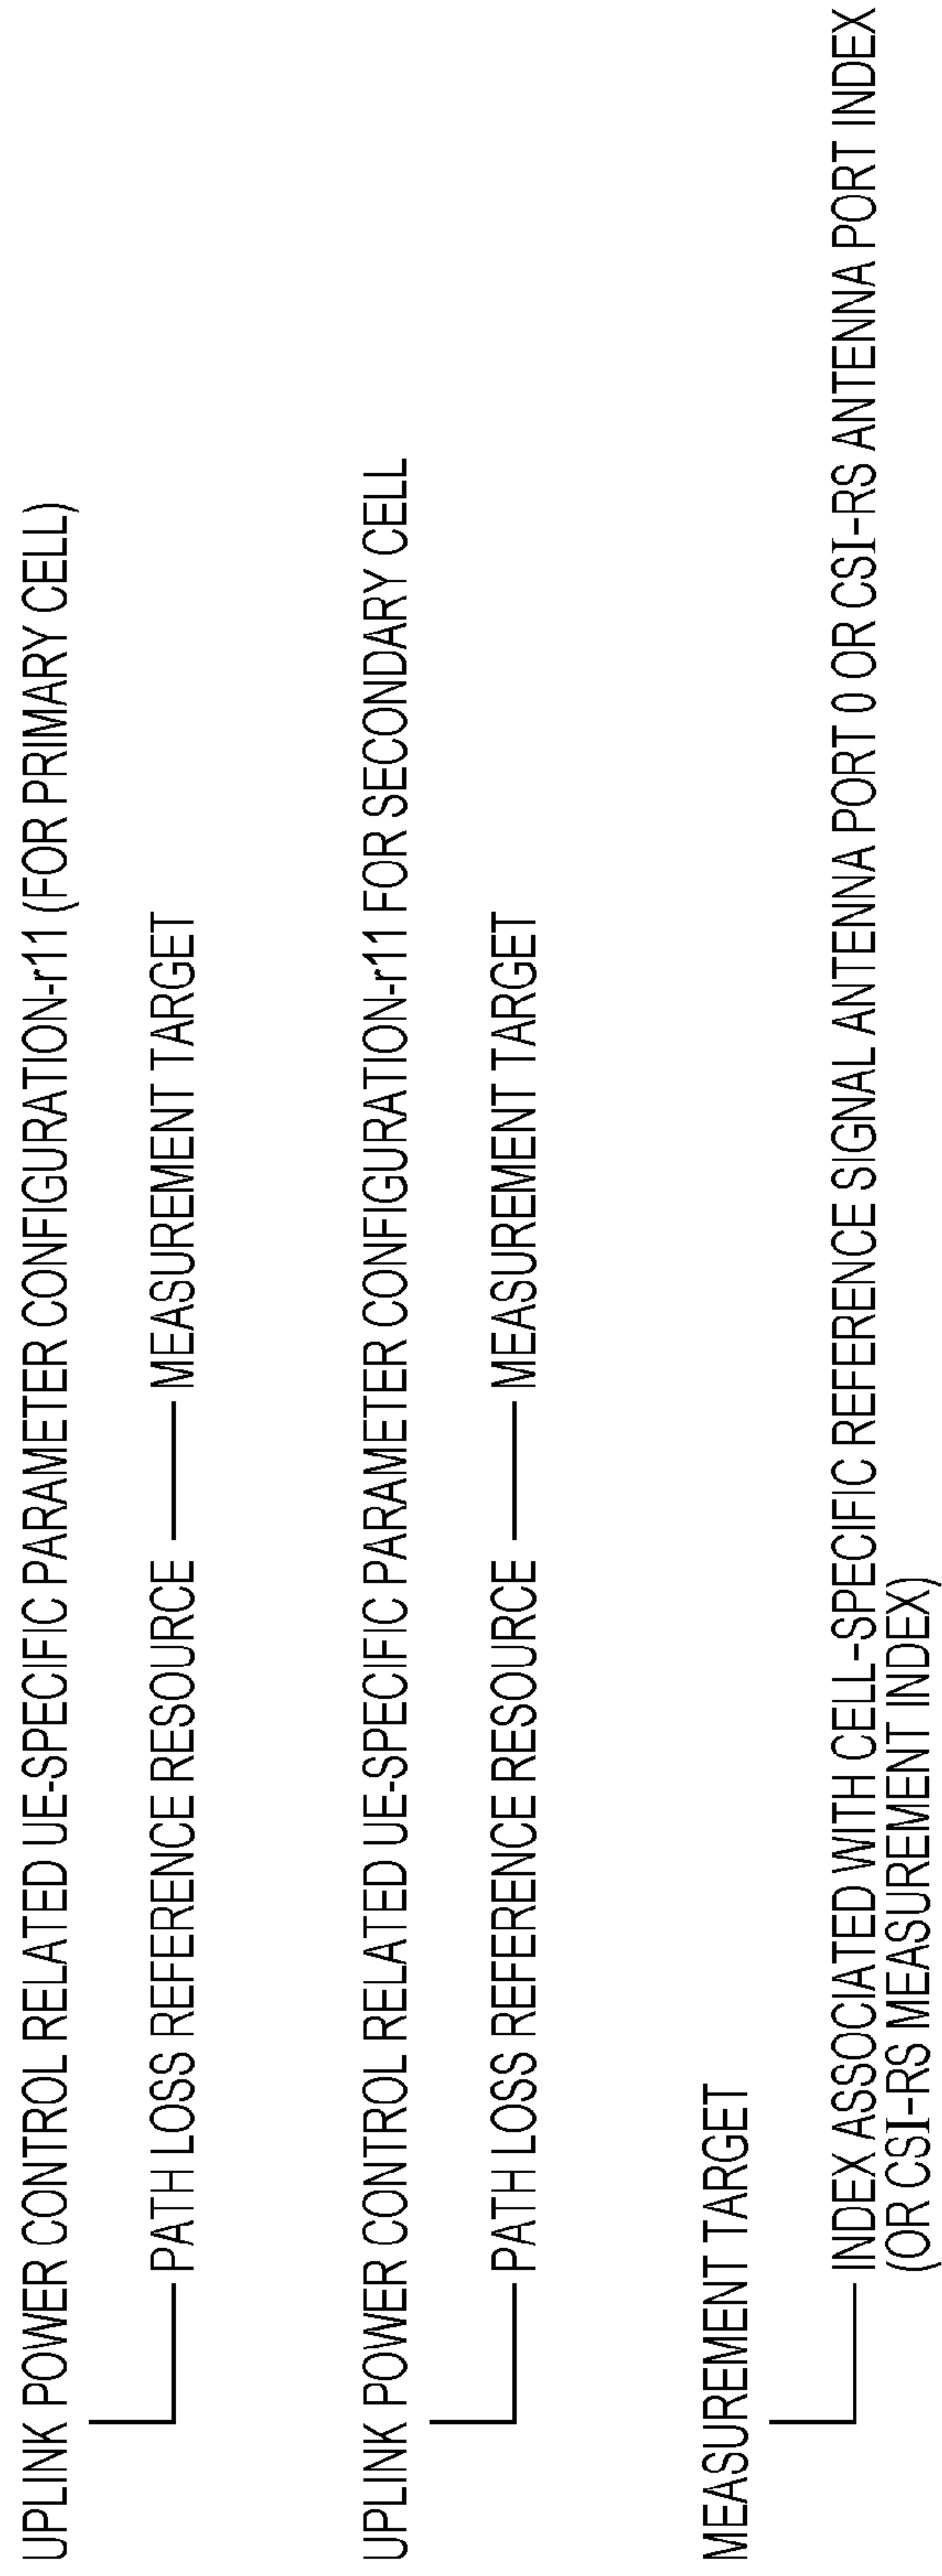 UPLINK POWER CONTROL RELATED UE-SPECIFIC PARAMETER CONFIGURATION-r11 (FOR PRIMARY CELL)
PATH LOSS REFERENCE RESOURCE MEASUREMENT TARGET
UPLINK POWER CONTROL RELATED UE-SPECIFIC PARAMETER CONFIGURATION-r11 FOR SECONDARY CELL
PATH LOSS REFERENCE RESOURCE MEASUREMENT TARGET
MEASUREMENT TARGET
INDEX ASSOCIATED WITH CELL-SPECIFIC REFERENCE SIGNAL ANTENNA PORT 0 OR CSI-RS ANTENNA PORT INDEX
(OR CSI-RS MEASUREMENT INDEX)